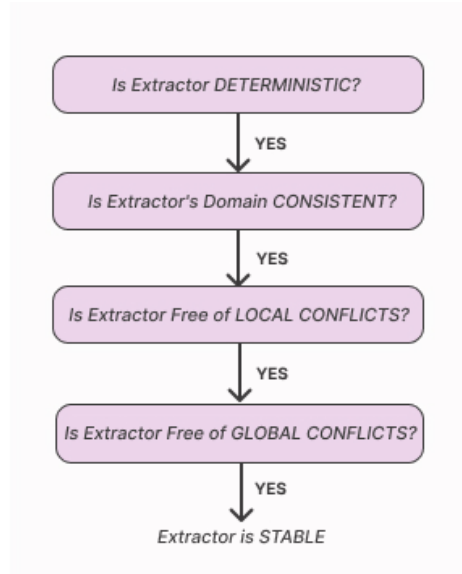 Is Extractor DETERMINISTIC?
YES
Is Extractor's Domain CONSISTENT?
YES
Is Extractor Free of LOCAL CONFLICTS?
YES
Is Extractor Free of GLOBAL CONFLICTS?
YES
Extractor is STABLE